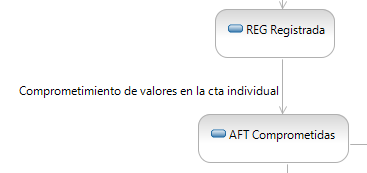 REG Registrada
Comprometimiento de valores en la cta individual
AFT Comprometidas